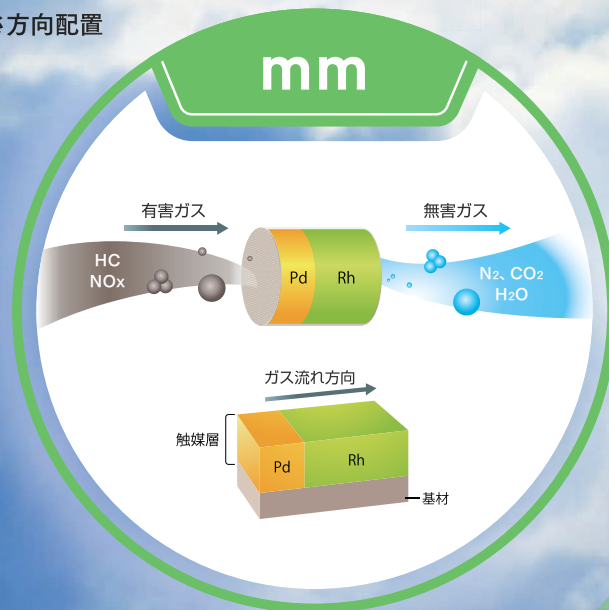 方向配置
mm
有害ガス
無害ガス
HC
NOx
Pd
Rh
N₂、CO₂
H₂O
ガス流れ方向
触媒層
Pd
Rh
基材